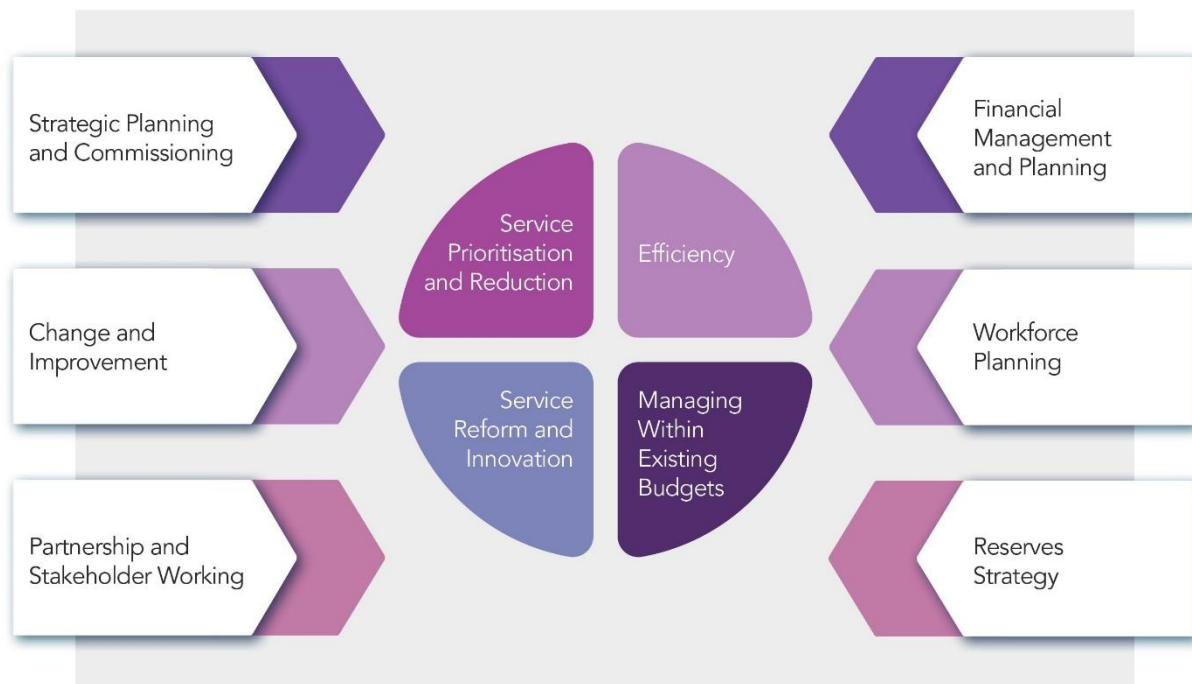 Strategic Planning
and Commissioning
Financial
Management
and Planning
Service
Prioritisation
and Reduction
Efficiency
Change and
Improvement
Workforce
Planning
Service
Reform and
Innovation
Managing
Within
Existing
Budgets
Partnership and
Stakeholder Working
Reserves
Strategy